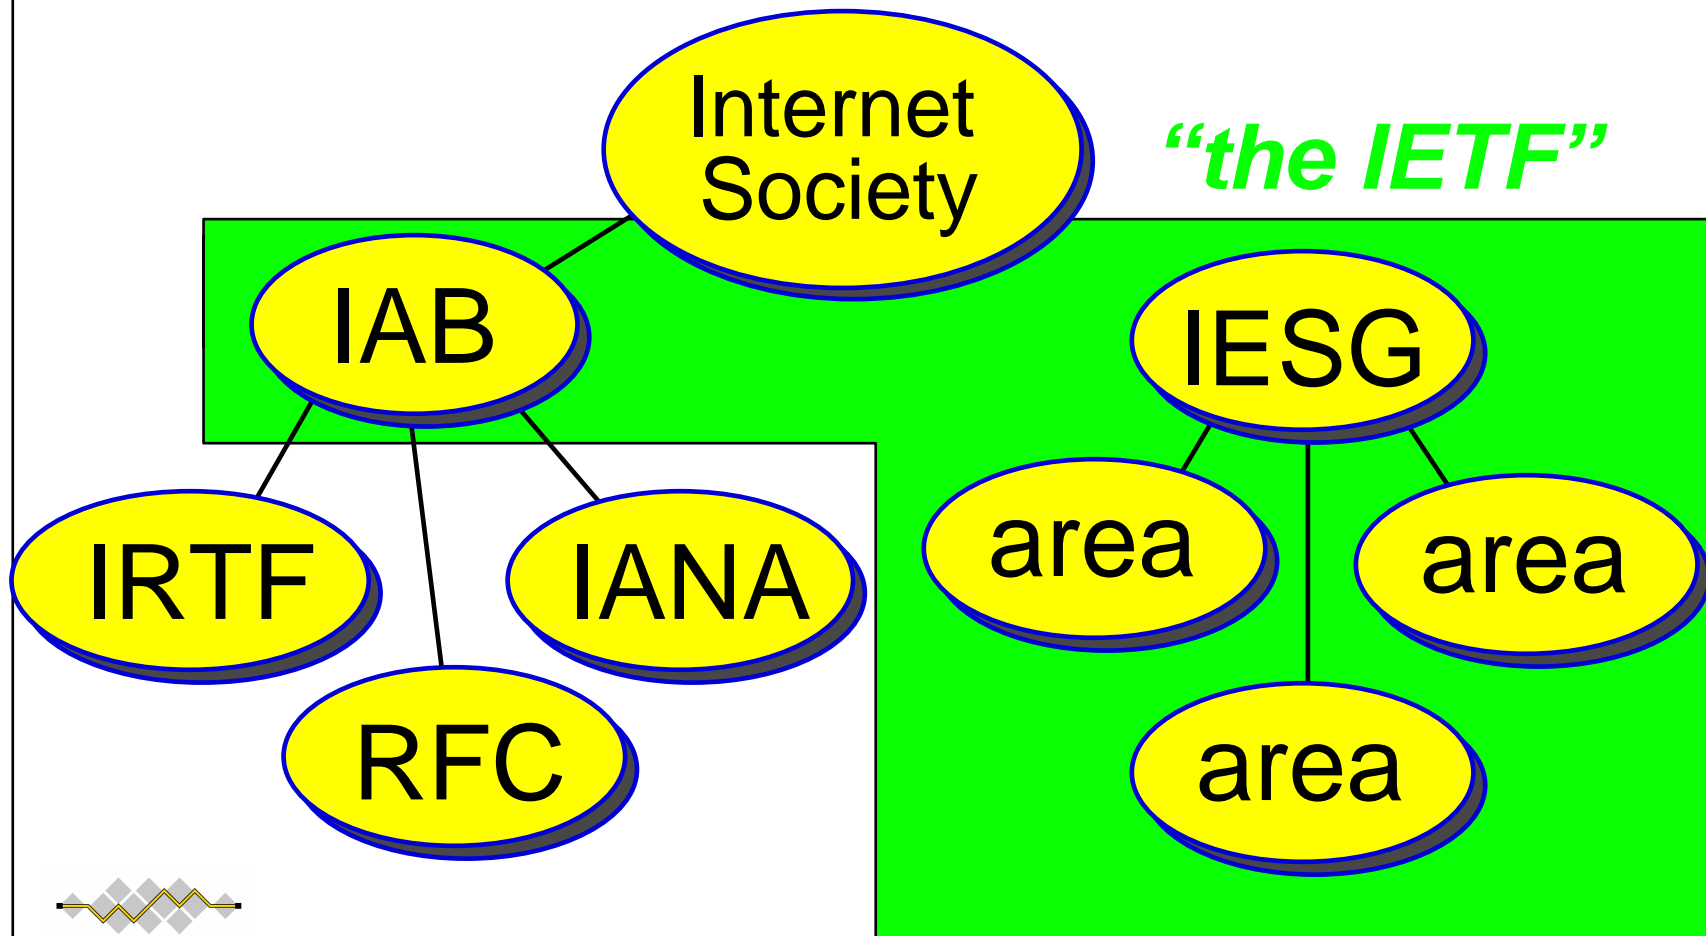 Internet
Society
“the IETF”
IAB
IESG
IRTF
IANA
area
area
RFC
area